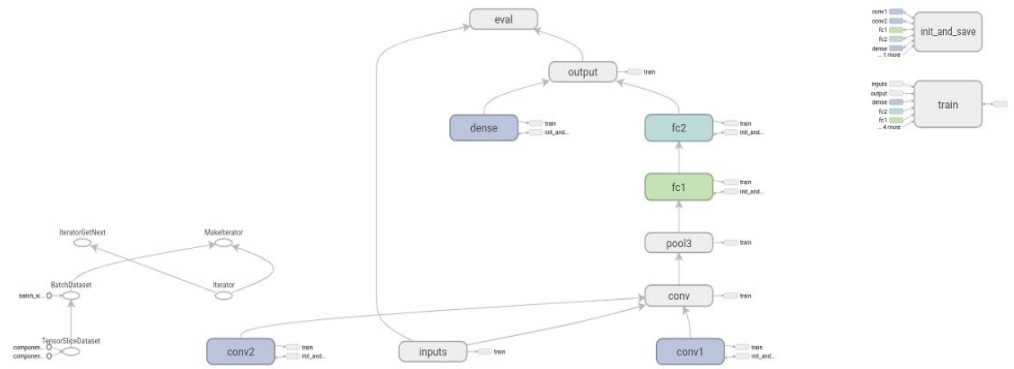 eval
output
train
dense
train
init_and...
fc2
train
init_and...
fc1
train
init_and...
pool3
train
conv
train
conv2
train
init_and...
inputs
train
conv1
train
init_and...
IteratorGetNext
MakeIterator
BatchDataset
batch_si...
Iterator
TensorSliceDataset
componen...
componen...
conv1
conv2
fc1
fc2
dense
... 1 more
init_and_save
inputs
output
dense
fc2
fc1
... 4 more
train